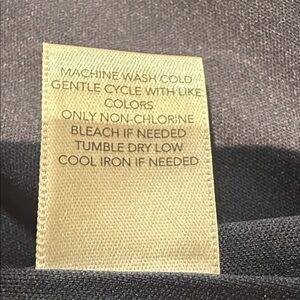 MACHINE WASH COLD
GENTLE CYCLE WITH LIKE
COLORS
ONLY NON-CHLORINE
BLEACH IF NEEDED
TUMBLE DRY LOW
COOL IRON IF NEEDED